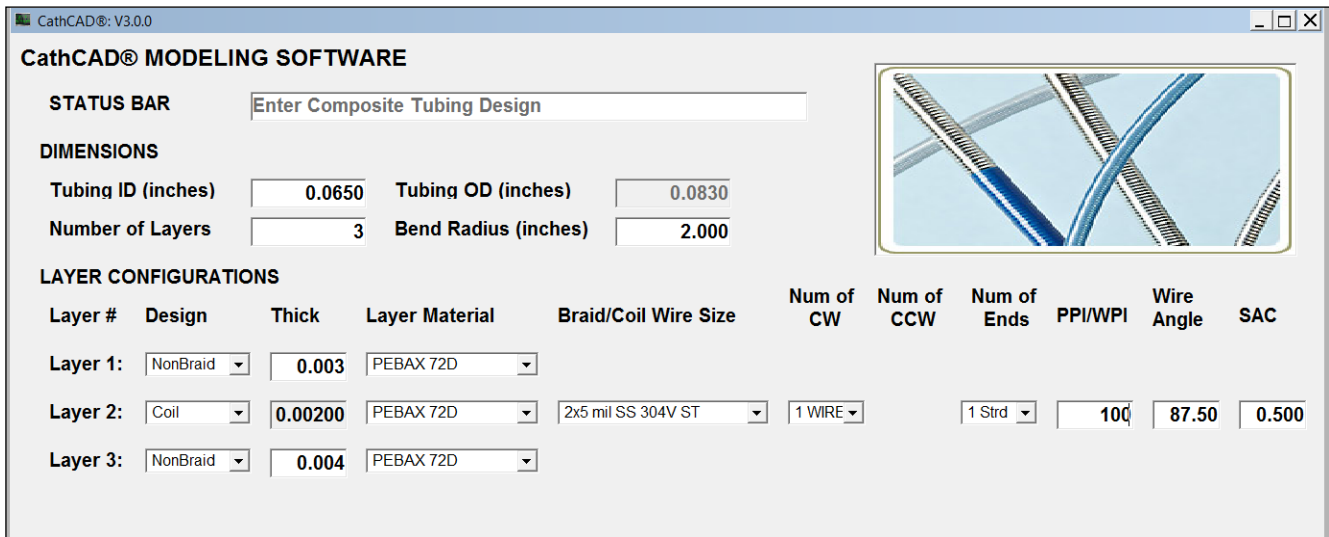 CathCAD®: V3.0.0
CathCAD® MODELING SOFTWARE
STATUS BAR Enter Composite Tubing Design
DIMENSIONS
Tubing ID (inches) 0.0650 Tubing OD (inches) 0.0830
Number of Layers 3 Bend Radius (inches) 2.000
LAYER CONFIGURATIONS
Layer # Design Thick Layer Material Braid/Coil Wire Size Num of CW Num of CCW Num of Ends PPI/WPI Wire Angle SAC
Layer 1: NonBraid 0.003 PEBAX 72D
Layer 2: Coil 0.00200 PEBAX 72D 2x5 mil SS 304V ST 1 WIRE 1 Strd 100 87.50 0.500
Layer 3: NonBraid 0.004 PEBAX 72D